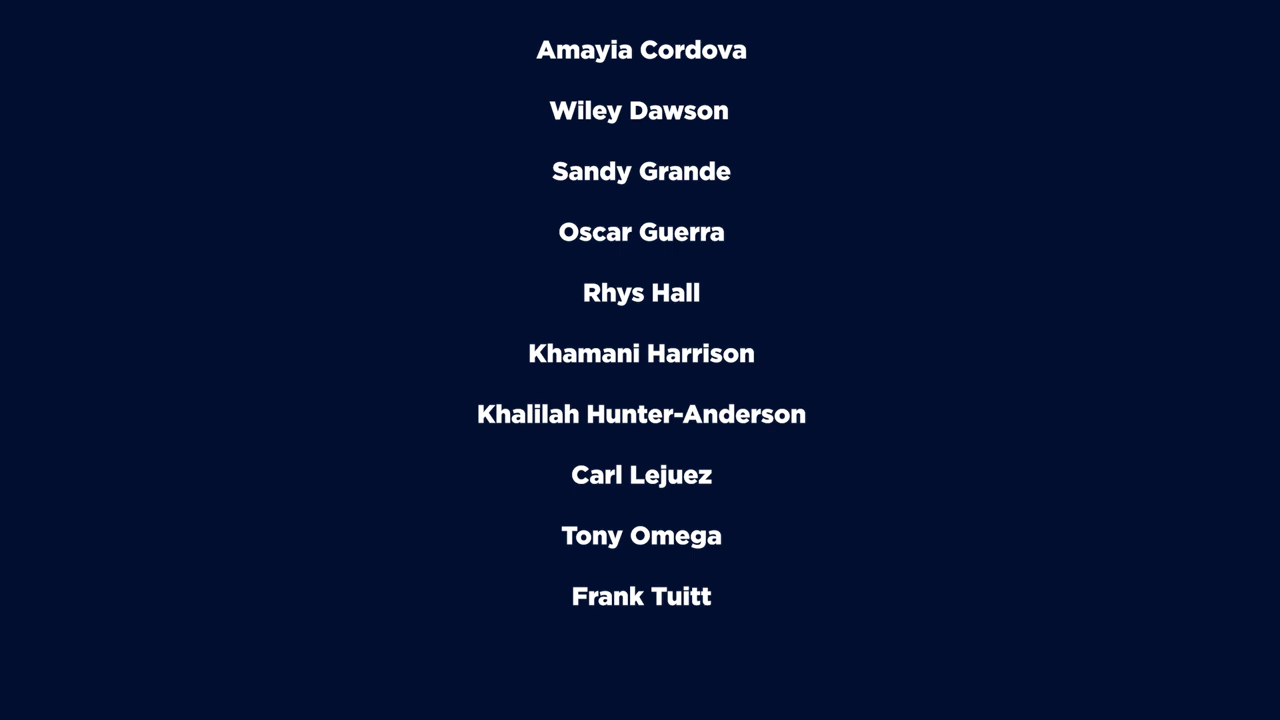 Amayia Cordova
Wiley Dawson
Sandy Grande
Oscar Guerra
Rhys Hall
Khamani Harrison
Khalilah Hunter-Anderson
Carl Lejuez
Tony Omega
Frank Tuitt